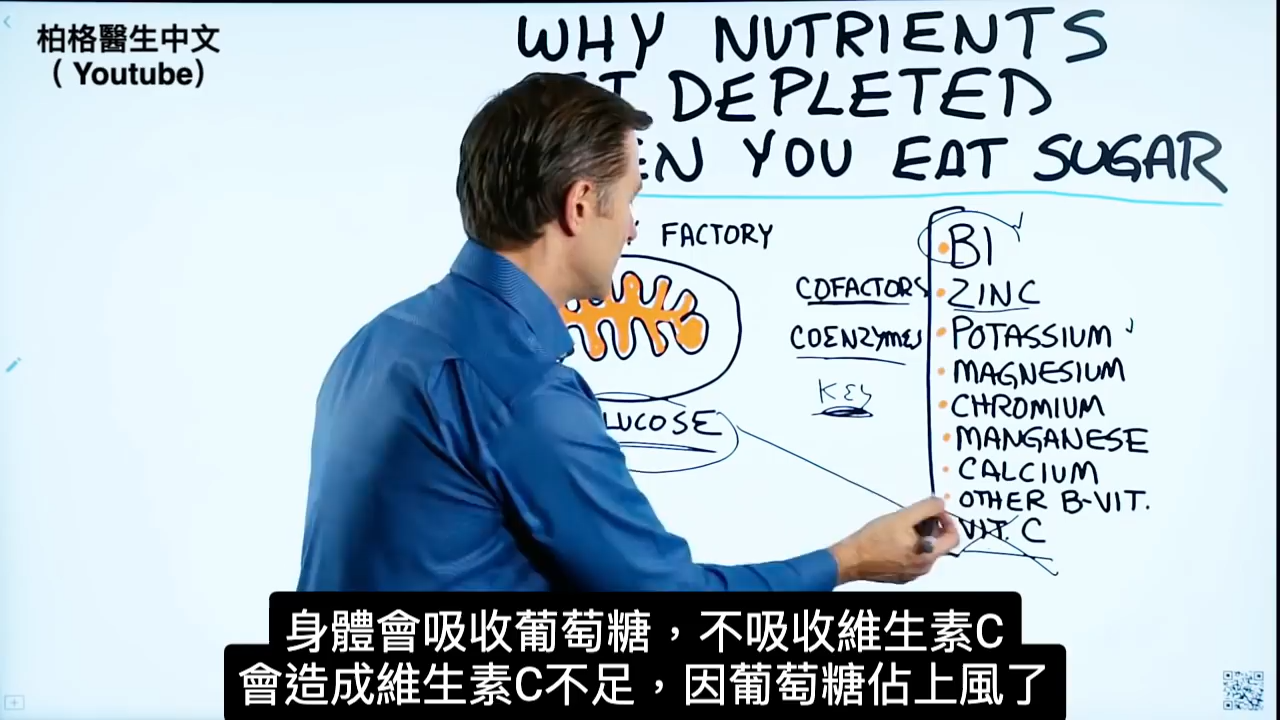 柏格醫生中文
( Youtube)
WHY NUTRIENTS
DEPLETED
YOU EAT SUGAR
FACTORY
B1
COFACTORS
ZINC
COENZYMES
POTASSIUM
MAGNESIUM
KEY
CHROMIUM
LUCOSE
MANGANESE
CALCIUM
OTHER B-VIT.
VIT. C
身體會吸收葡萄糖，不吸收維生素C
會造成維生素C不足，因葡萄糖佔上風了